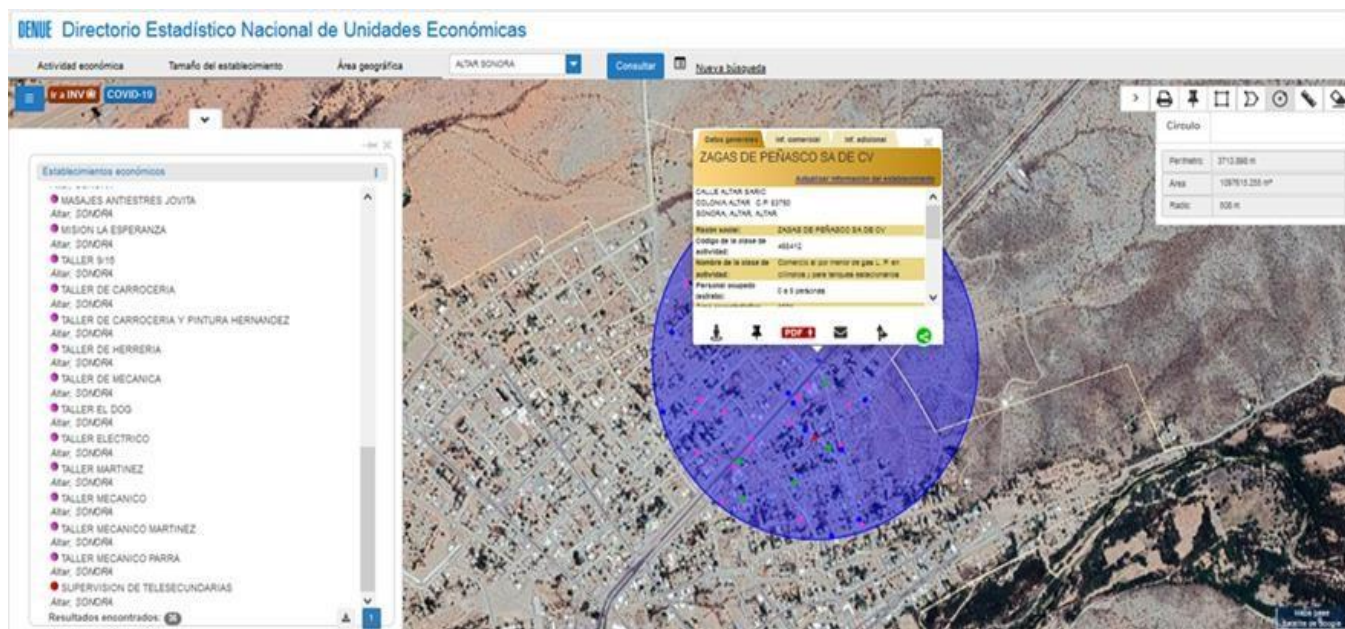 DENUE Directorio Estadístico Nacional de Unidades Económicas
Actividad económica Tamaño del establecimiento Área geográfica ALTAR SONORA Consultar Nueva búsqueda
Ir a INV COVID-19
Establecimientos económicos
MASAJES ANTIESTRES JOVITA
Altar, SONORA
MISION LA ESPERANZA
Altar, SONORA
TALLER 9/16
Altar, SONORA
TALLER DE CARROCERIA
Altar, SONORA
TALLER DE CARROCERIA Y PINTURA HERNANDEZ
Altar, SONORA
TALLER DE HERRERIA
Altar, SONORA
TALLER DE MECANICA
Altar, SONORA
TALLER EL DOG
Altar, SONORA
TALLER ELECTRICO
Altar, SONORA
TALLER MARTINEZ
Altar, SONORA
TALLER MECANICO
Altar, SONORA
TALLER MECANICO MARTINEZ
Altar, SONORA
TALLER MECANICO PARRA
Altar, SONORA
SUPERVISION DE TELESECUNDARIAS
Altar, SONORA
Resultados encontrados:
1
Datos generales Inf. comercial Inf. adicional
ZAGAS DE PEÑASCO SA DE CV
Actualizar información del establecimiento
CALLE ALTAR SARIC
COLONIA ALTAR C.P. 83750
SONORA, ALTAR, ALTAR
Razón social: ZAGAS DE PEÑASCO SA DE CV
Código de la clase de actividad:
Nombre de la clase de actividad: Comercio al por menor de gas L. P. en
cilindros y para tanques estacionarios
Personal ocupado (estrato): 0 a 5 personas
PDF
Círculo
Perímetro:
Área:
Radio:
Mapa base
Satélite de Google